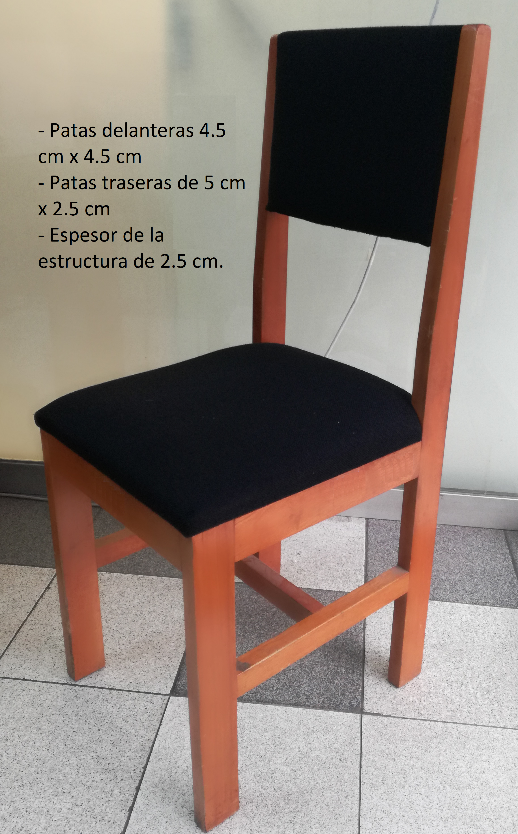 - Patas delanteras 4.5
cm x 4.5 cm
- Patas traseras de 5 cm
x 2.5 cm
- Espesor de la
estructura de 2.5 cm.